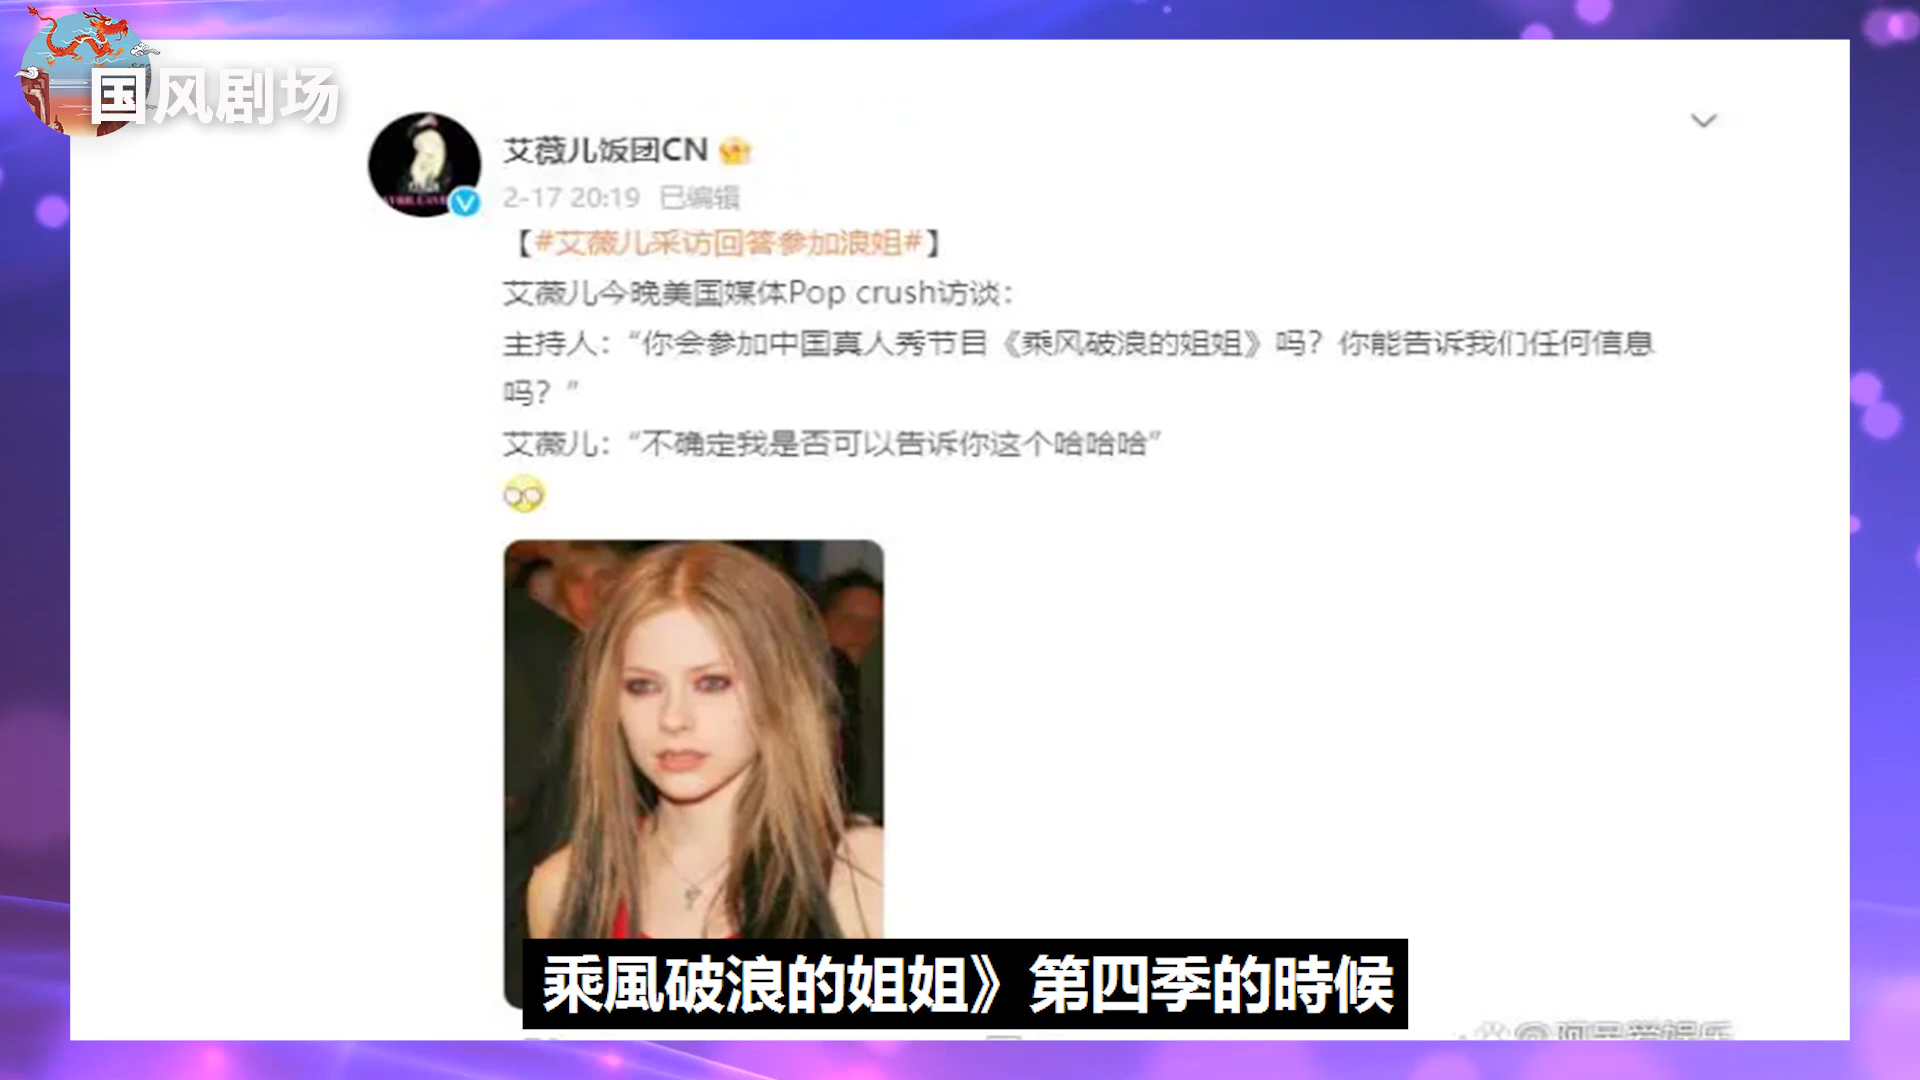 国风剧场
艾薇儿饭团CN
2-17 20:19 已编辑
【#艾薇儿采访回答参加浪姐#】
艾薇儿今晚美国媒体Pop crush访谈：
主持人：“你会参加中国真人秀节目《乘风破浪的姐姐》吗？你能告诉我们任何信息
吗？”
艾薇儿：“不确定我是否可以告诉你这个哈哈哈”
乘風破浪的姐姐》第四季的時候